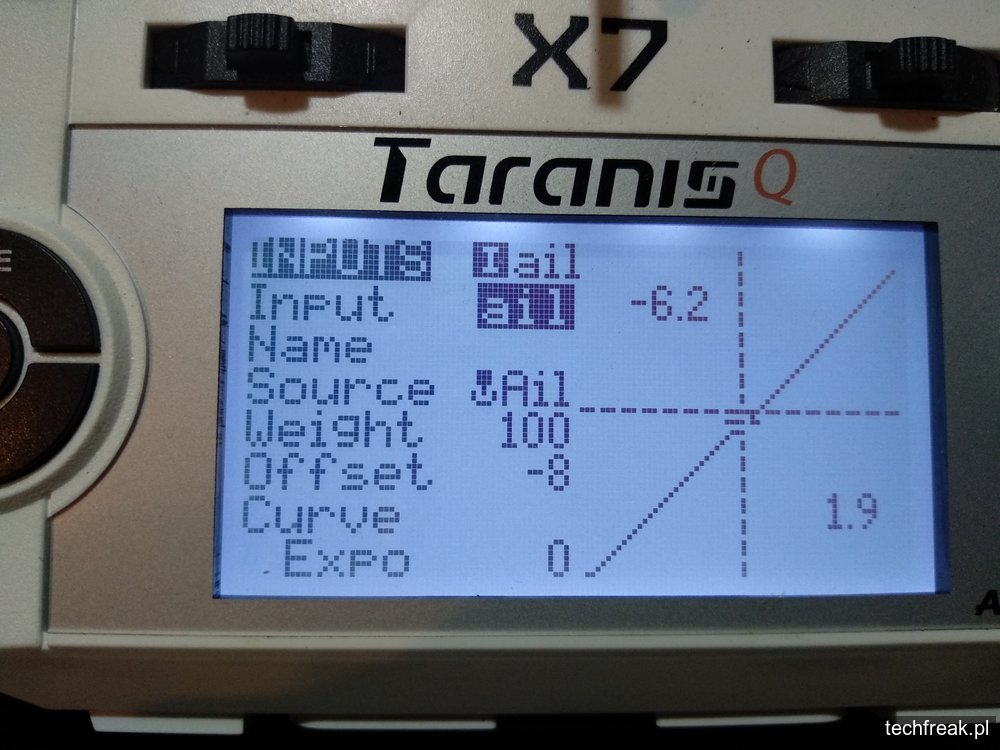 E
X7
Taranis Q
INPUTS Iail
Input ail -6.2
Name
Source Ail
Weight 100
Offset -8
Curve 1.9
Expo 0
A
techfreak.pl